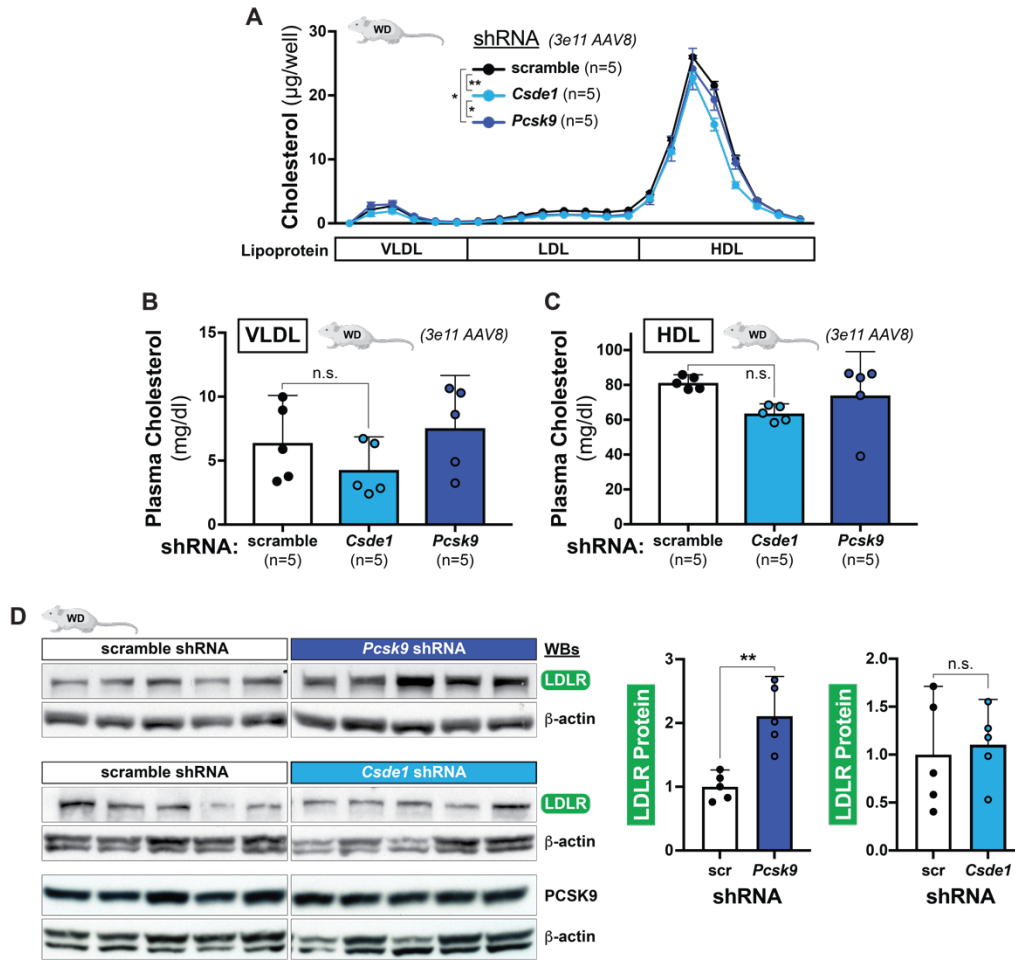 A
WD
shRNA (3e11 AAV8)
scramble (n=5)
**
* Csde1 (n=5)
*
Pcsk9 (n=5)
Cholesterol (µg/well)
30
20
10
0
Lipoprotein VLDL LDL HDL
B
VLDL WD (3e11 AAV8)
n.s.
Plasma Cholesterol
(mg/dl)
15
10
5
0
shRNA: scramble Csde1 Pcsk9
(n=5) (n=5) (n=5)
C
HDL WD (3e11 AAV8)
n.s.
Plasma Cholesterol
(mg/dl)
100
80
60
40
20
0
shRNA: scramble Csde1 Pcsk9
(n=5) (n=5) (n=5)
D
WD
scramble shRNA Pcsk9 shRNA WBs
LDLR
β-actin
scramble shRNA Csde1 shRNA
LDLR
β-actin
PCSK9
β-actin
LDLR Protein
3
2
1
0
**
scr Pcsk9
shRNA
LDLR Protein
2.0
1.5
1.0
0.5
0.0
n.s.
scr Csde1
shRNA